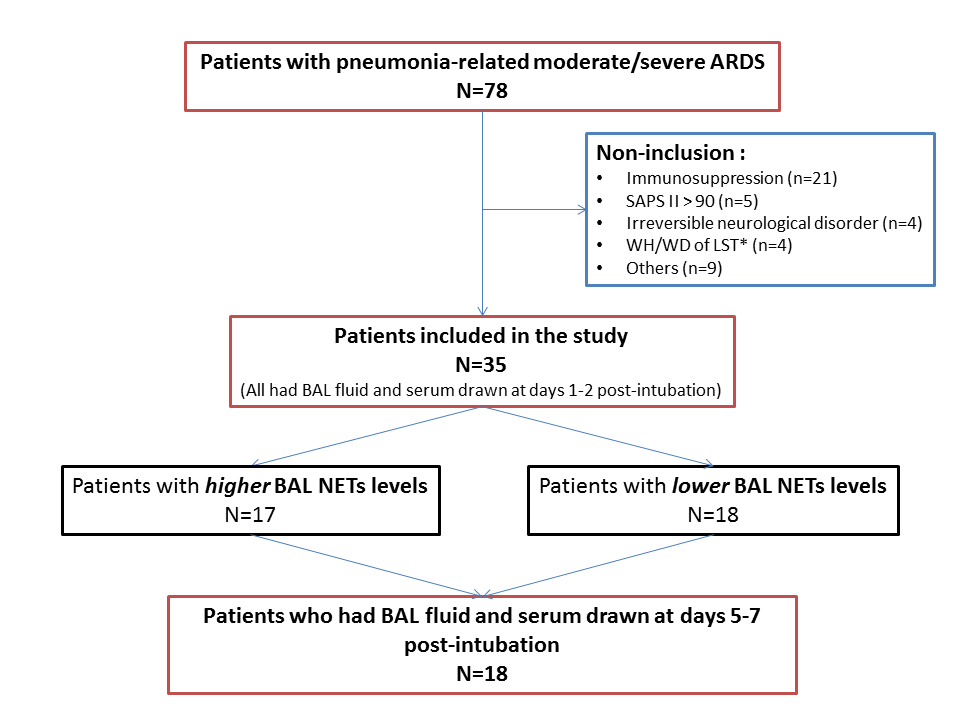 Patients with pneumonia-related moderate/severe ARDS
N=78
Non-inclusion :
• Immunosuppression (n=21)
• SAPS II > 90 (n=5)
• Irreversible neurological disorder (n=4)
• WH/WD of LST* (n=4)
• Others (n=9)
Patients included in the study
N=35
(All had BAL fluid and serum drawn at days 1-2 post-intubation)
Patients with higher BAL NETs levels
N=17
Patients with lower BAL NETs levels
N=18
Patients who had BAL fluid and serum drawn at days 5-7
post-intubation
N=18